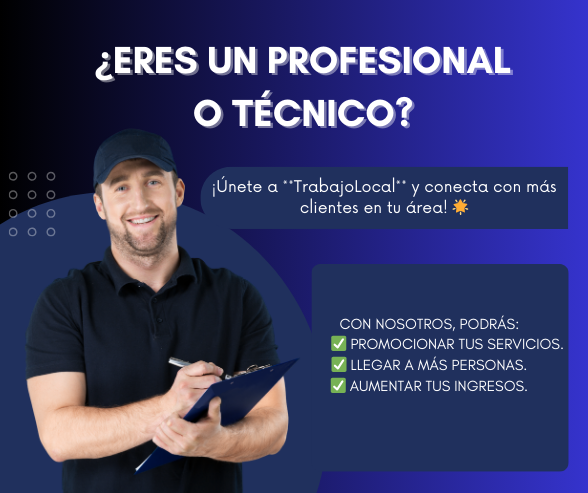 ¿ERES UN PROFESIONAL
O TÉCNICO?
¡Únete a **TrabajoLocal** y conecta con más
clientes en tu área! 🌟
CON NOSOTROS, PODRÁS:
✅ PROMOCIONAR TUS SERVICIOS.
✅ LLEGAR A MÁS PERSONAS.
✅ AUMENTAR TUS INGRESOS.